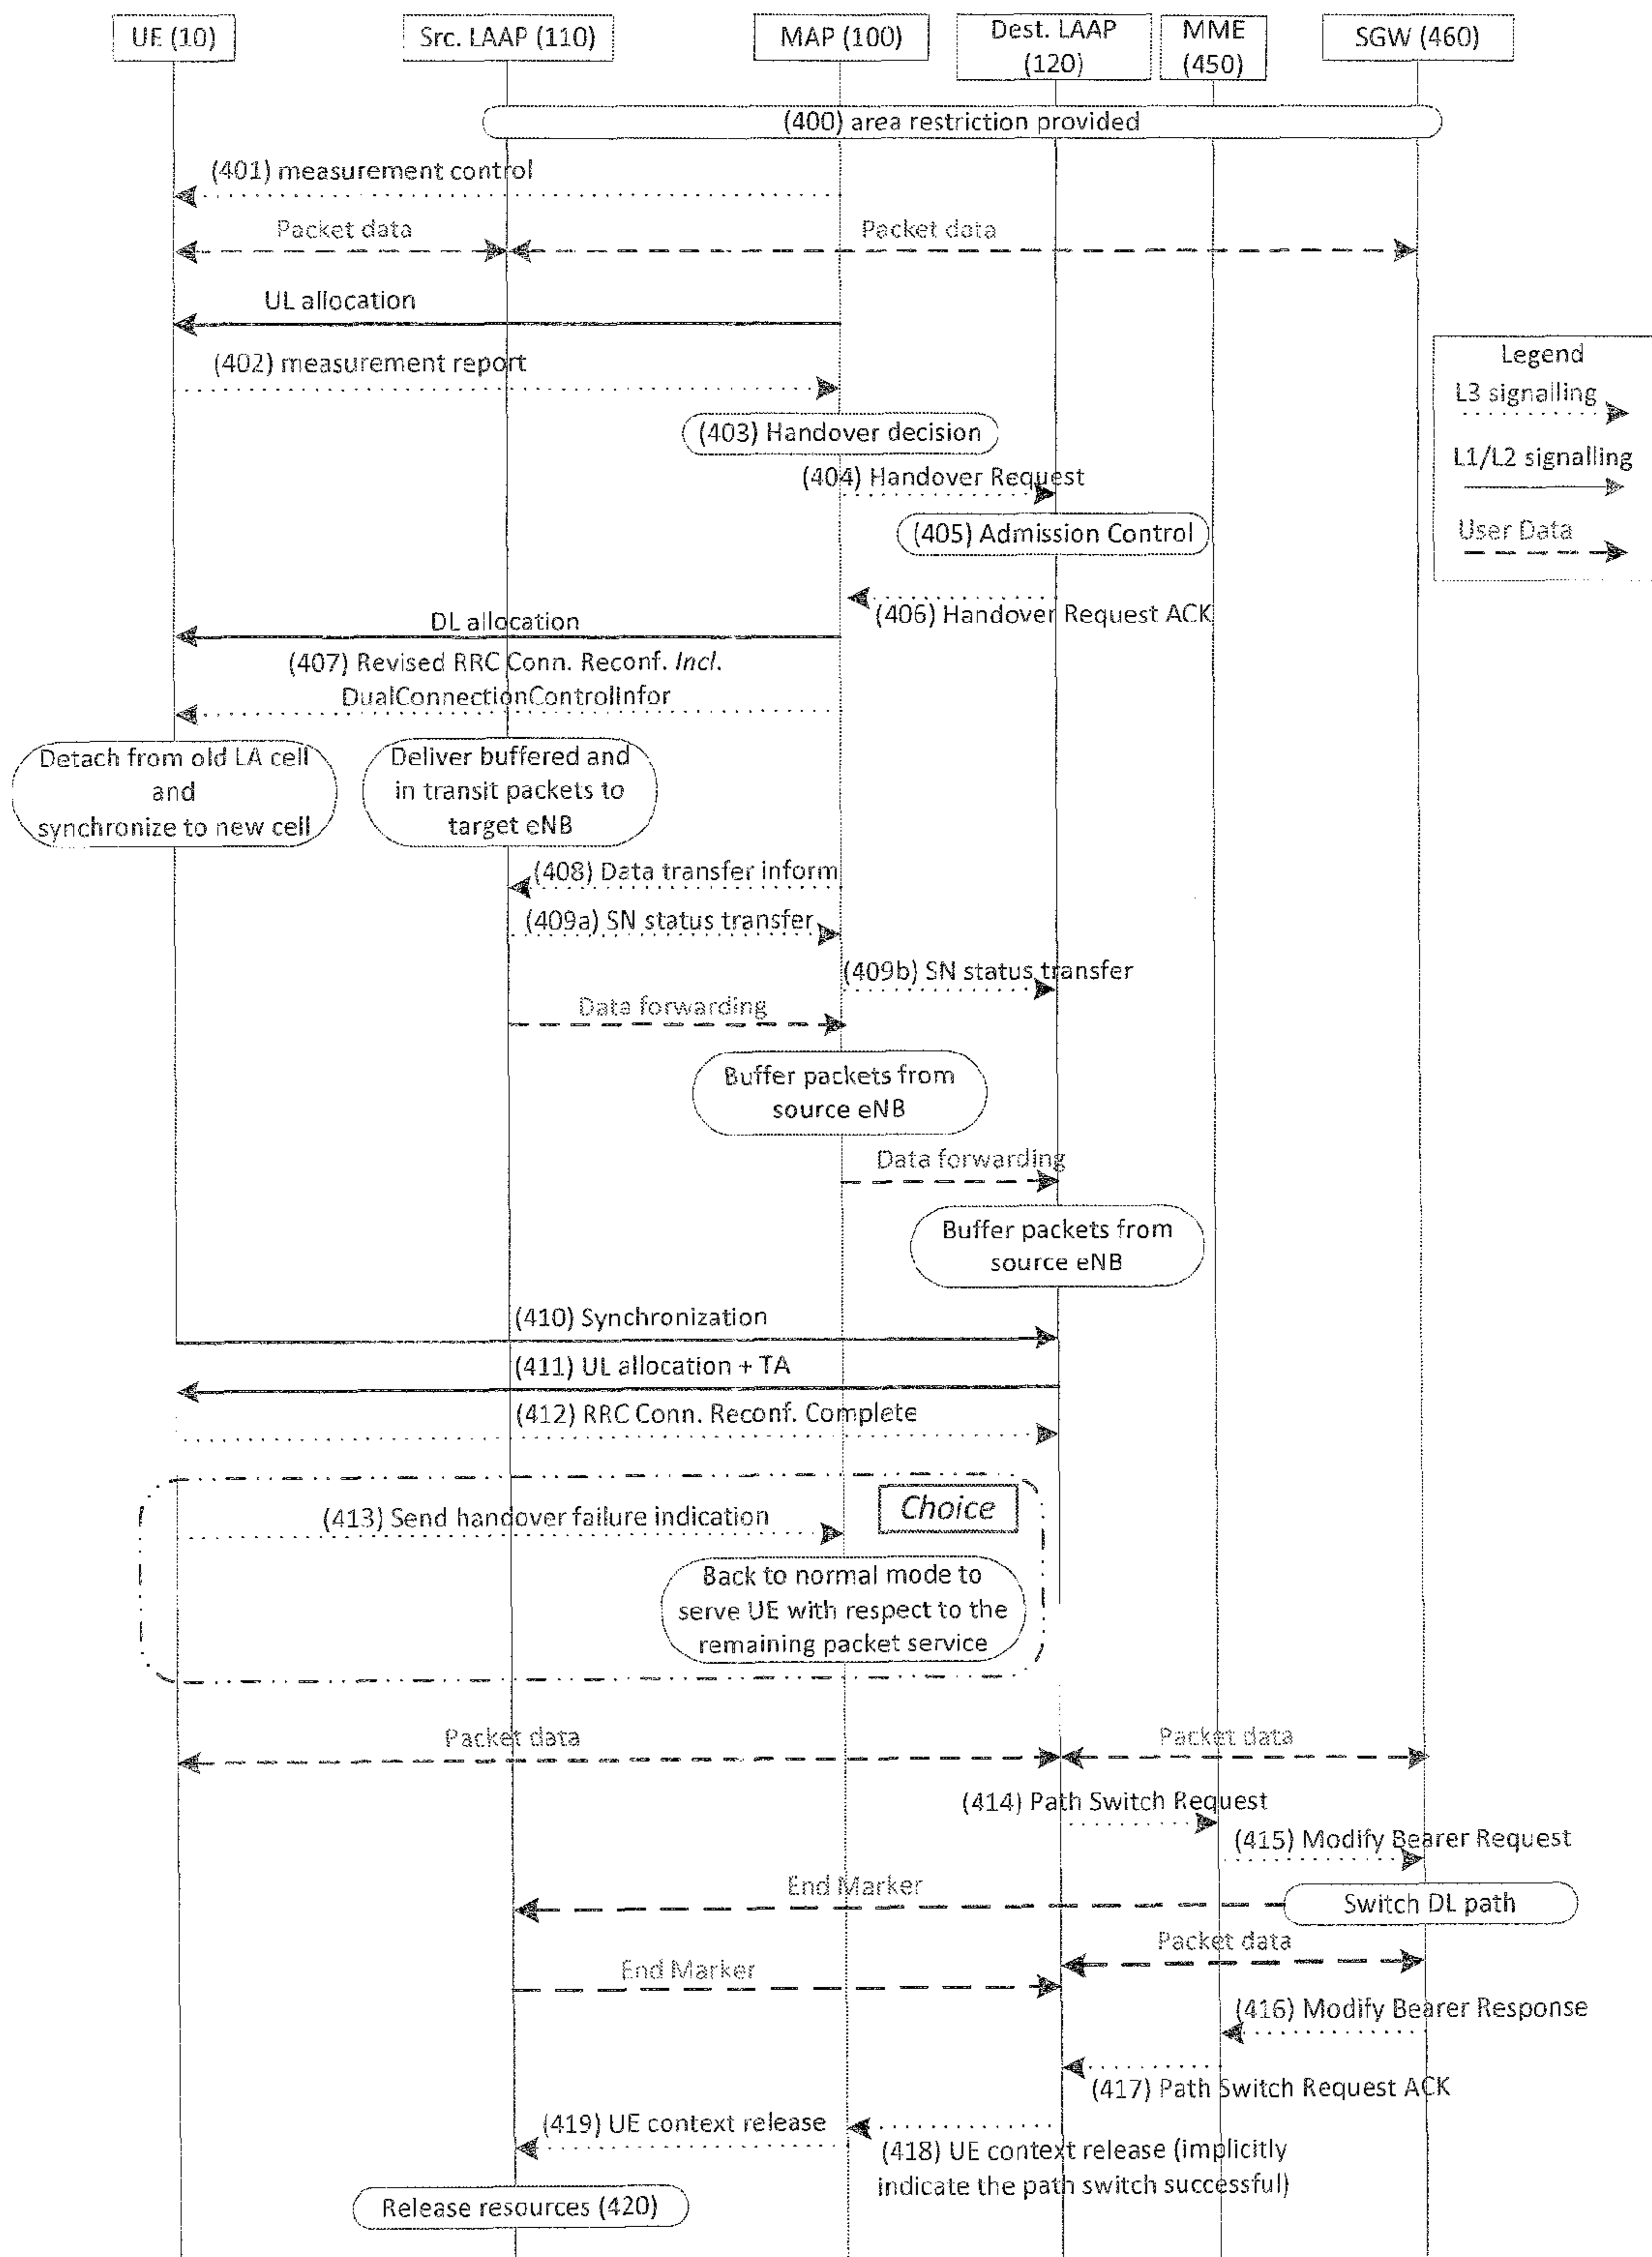 UE (10)
Src. LAAP (110)
MAP (100)
Dest. LAAP
(120)
MME
(450)
SGW (460)
(400) area restriction provided
(401) measurement control
Packet data
Packet data
UL allocation
(402) measurement report
Legend
L3 signalling
L1/L2 signalling
User Data
(403) Handover decision
(404) Handover Request
(405) Admission Control
(406) Handover Request ACK
DL allocation
(407) Revised RRC Conn. Reconf. Incl.
DualConnectionControlInfor
Detach from old LA cell
and
synchronize to new cell
Deliver buffered and
in transit packets to
target eNB
(408) Data transfer inform
(409a) SN status transfer
(409b) SN status transfer
Data forwarding
Buffer packets from
source eNB
Data forwarding
Buffer packets from
source eNB
(410) Synchronization
(411) UL allocation + TA
(412) RRC Conn. Reconf. Complete
Choice
(413) Send handover failure indication
Back to normal mode to
serve UE with respect to the
remaining packet service
Packet data
Packet data
(414) Path Switch Request
(415) Modify Bearer Request
End Marker
Switch DL path
Packet data
End Marker
(416) Modify Bearer Response
(417) Path Switch Request ACK
(419) UE context release
(418) UE context release (implicitly
indicate the path switch successful)
Release resources (420)